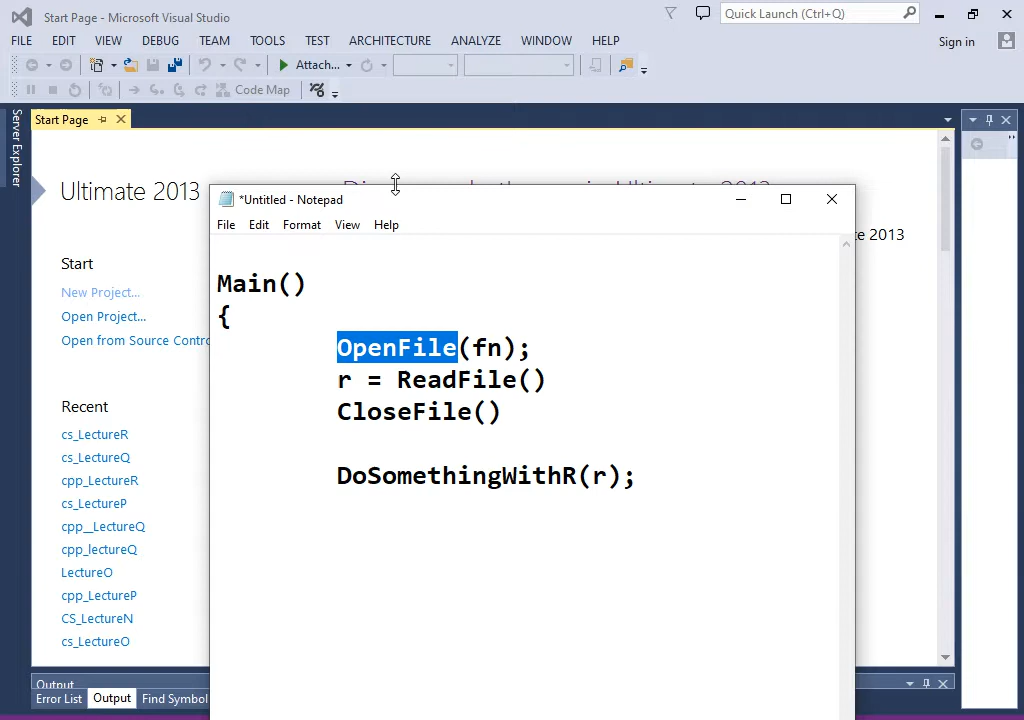 Start Page - Microsoft Visual Studio
Quick Launch (Ctrl+Q)
FILE EDIT VIEW DEBUG TEAM TOOLS TEST ARCHITECTURE ANALYZE WINDOW HELP
Sign in
Attach...
Code Map
Server Explorer
Start Page
Ultimate 2013
2013
Start
New Project...
Open Project...
Open from Source Contro
Recent
cs_LectureR
cs_LectureQ
cpp_LectureR
cs_LectureP
cpp__LectureQ
cpp_lectureQ
LectureO
cpp_LectureP
CS_LectureN
cs_LectureO
*Untitled - Notepad
File Edit Format View Help
Main()
{
OpenFile(fn);
r = ReadFile()
CloseFile()
DoSomethingWithR(r);
Output
Error List Output Find Symbol